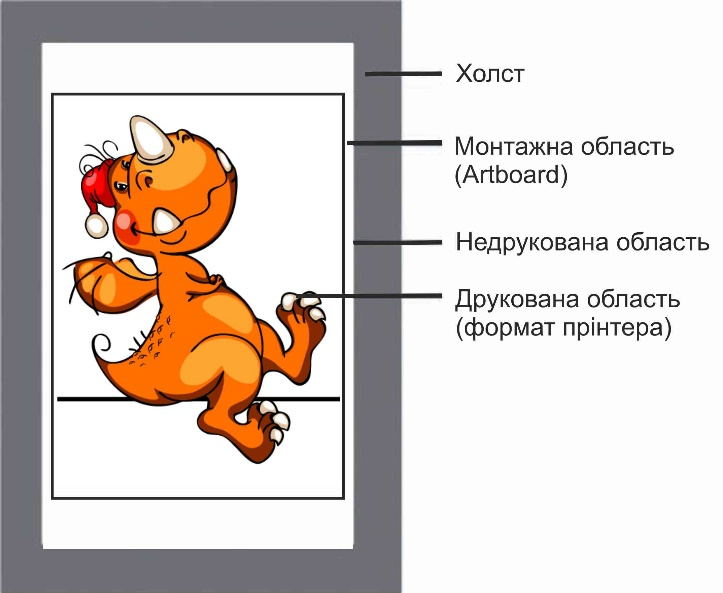 Холст
Монтажна область
(Artboard)
Недрукована область
Друкована область
(формат прінтера)